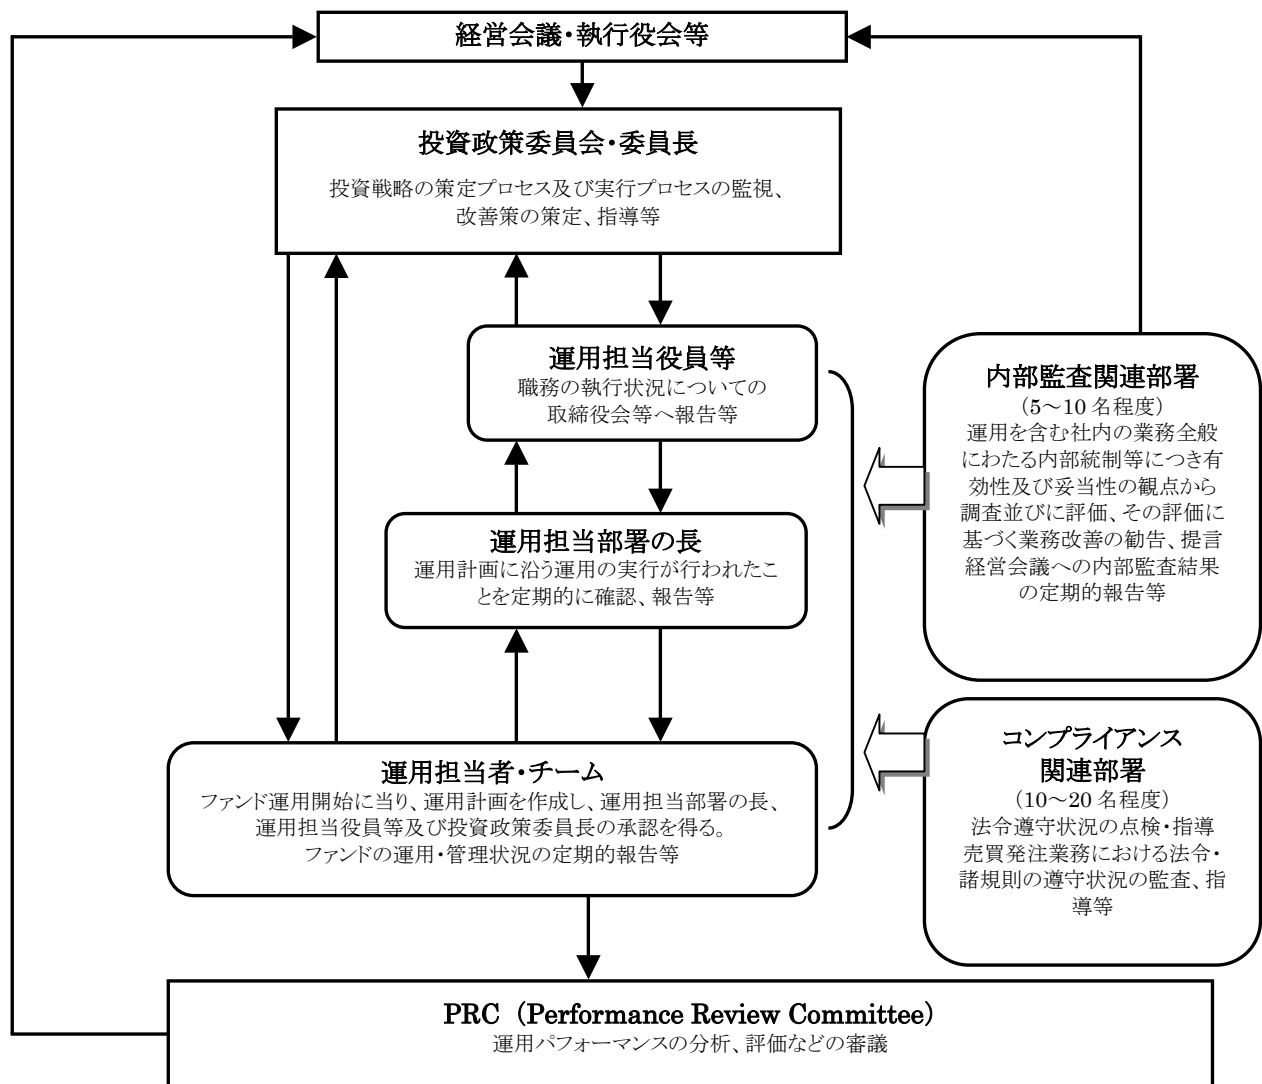 経営会議・執行役会等
投資政策委員会・委員長
投資戦略の策定プロセス及び実行プロセスの監視、
改善策の策定、指導等
運用担当役員等
職務の執行状況についての
取締役会等へ報告等
運用担当部署の長
運用計画に沿う運用の実行が行われたこ
とを定期的に確認、報告等
運用担当者・チーム
ファンド運用開始に当り、運用計画を作成し、運用担当部署の長、
運用担当役員等及び投資政策委員長の承認を得る。
ファンドの運用・管理状況の定期的報告等
内部監査関連部署
(5～10 名程度)
運用を含む社内の業務全般
にわたる内部統制等につき有
効性及び妥当性の観点から
調査並びに評価、その評価に
基づく業務改善の勧告、提言
経営会議への内部監査結果
の定期的報告等
コンプライアンス
関連部署
(10～20 名程度)
法令遵守状況の点検・指導
売買発注業務における法令・
諸規則の遵守状況の監査、指
導等
PRC (Performance Review Committee)
運用パフォーマンスの分析、評価などの審議